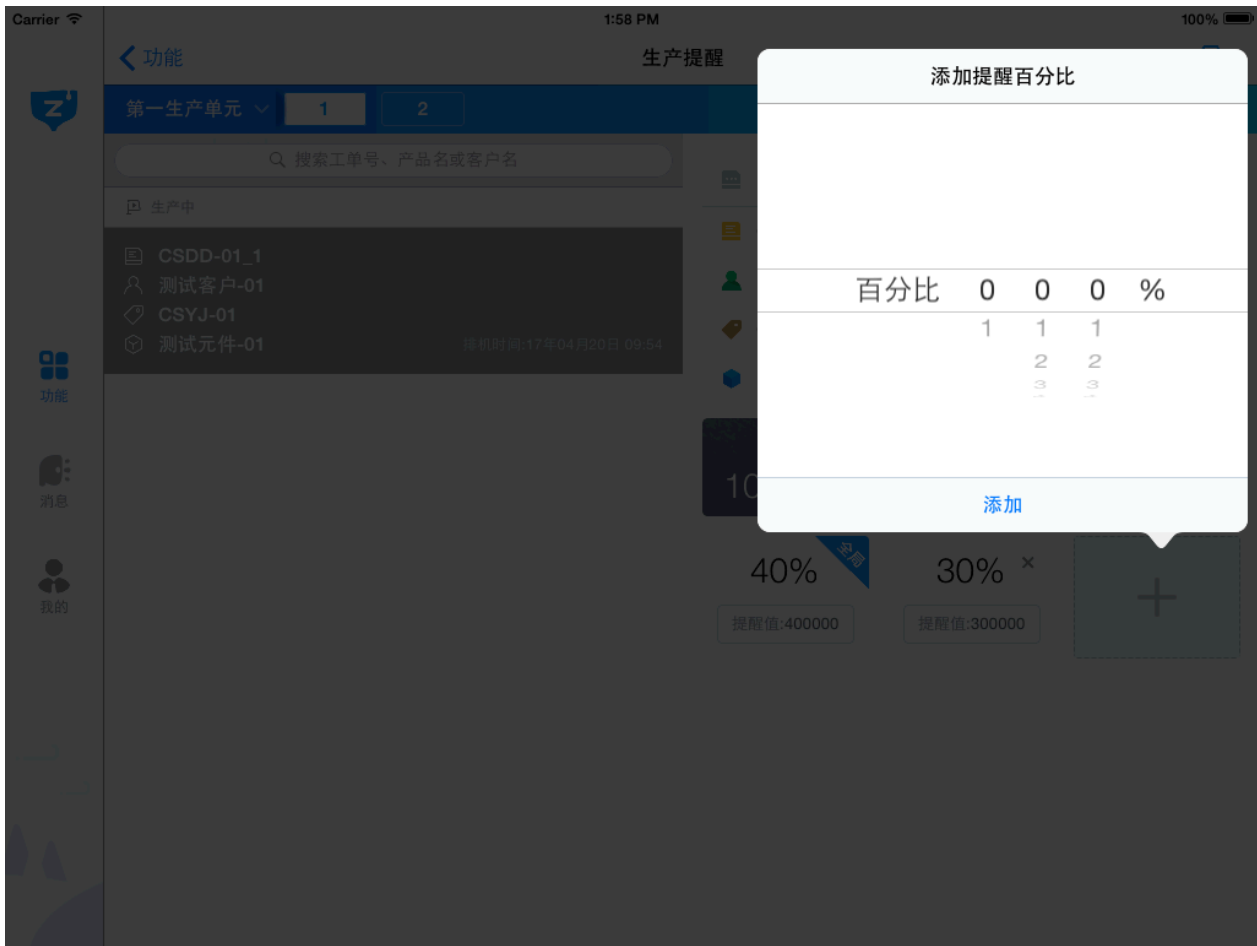 Carrier 1:58 PM 100%
功能 生产提醒
第一生产单元 1 2
搜索工单号、产品名或客户名
生产中
CSDD-01_1
测试客户-01
CSYJ-01
测试元件-01 排机时间:17年04月20日 09:54
功能
消息
我的
添加提醒百分比
百分比 0 0 0 %
1 1 1
2 2
3 3
添加
10
40% 全局 30% ×
提醒值:400000 提醒值:300000